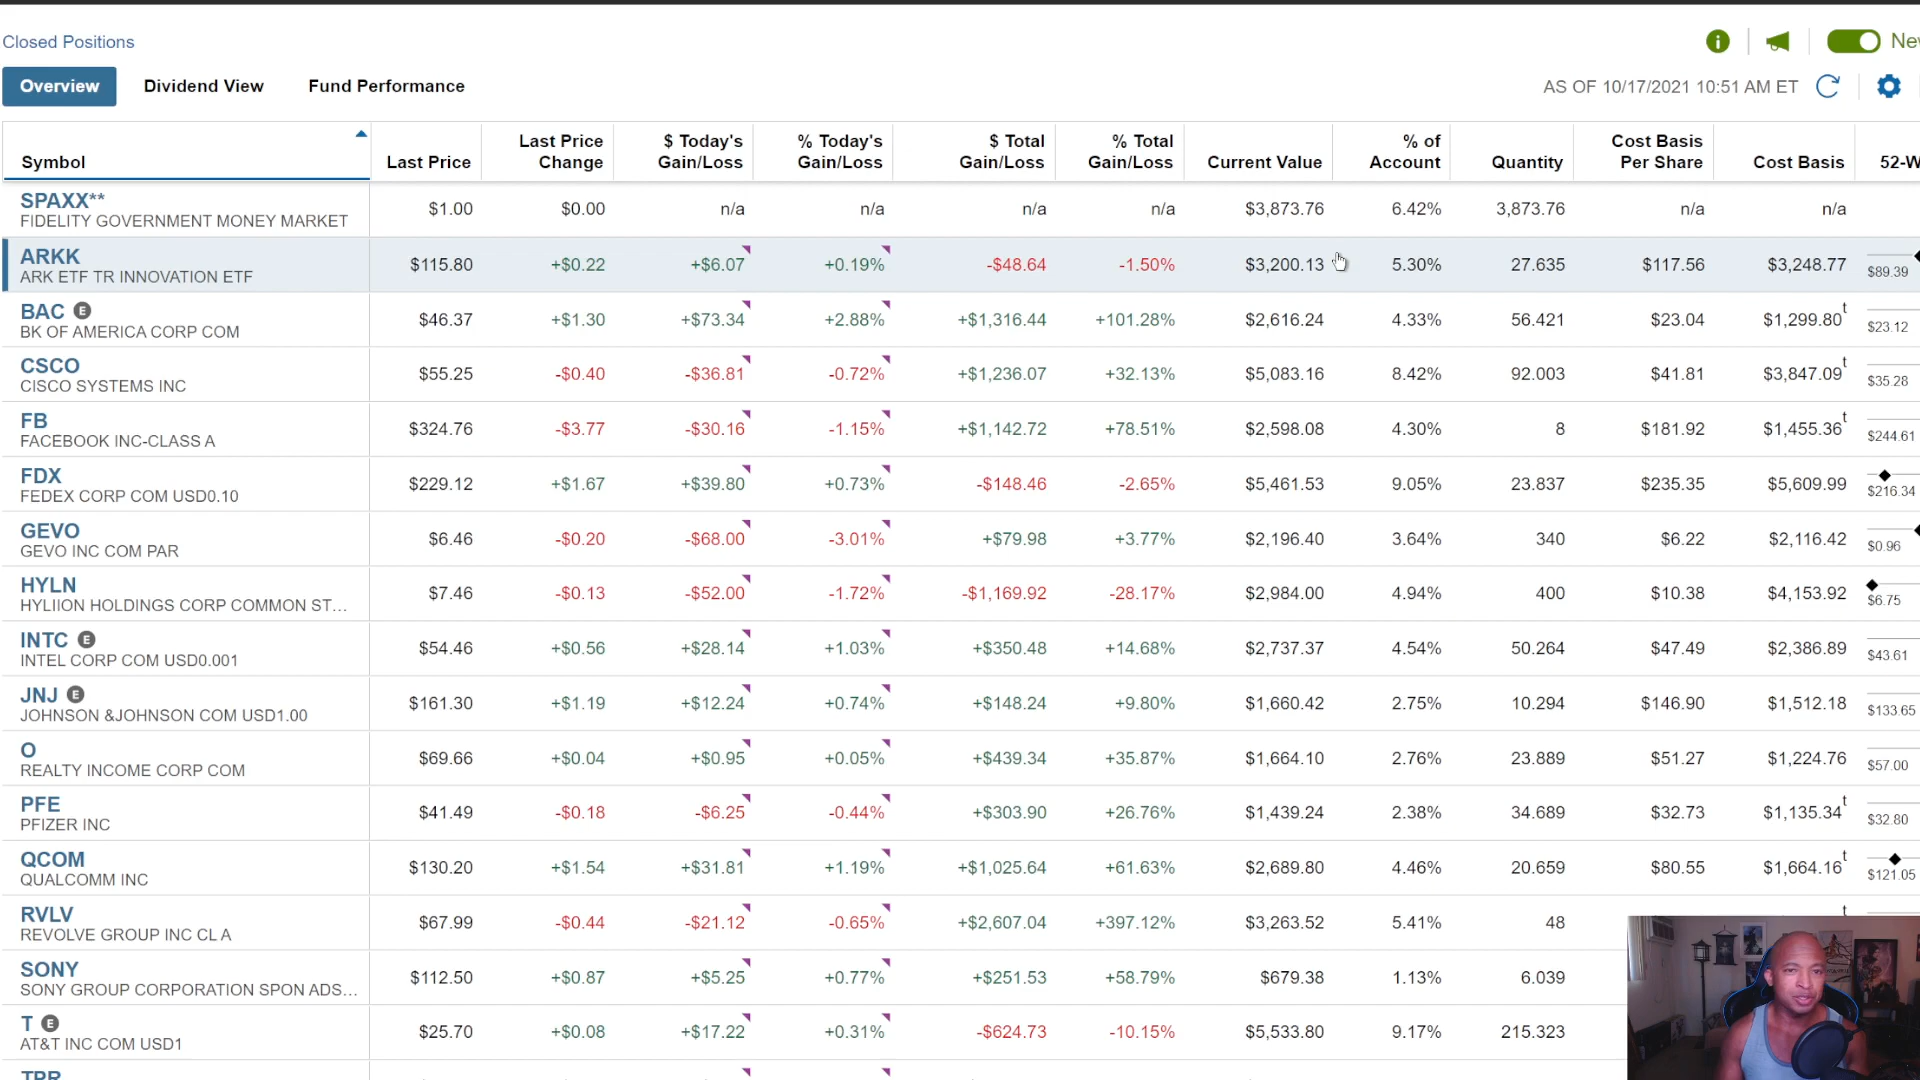 Closed Positions
Overview Dividend View Fund Performance AS OF 10/17/2021 10:51 AM ET
Symbol Last Price Last Price Change $ Today's Gain/Loss % Today's Gain/Loss $ Total Gain/Loss % Total Gain/Loss Current Value % of Account Quantity Cost Basis Per Share Cost Basis 52-W
SPAXX** $1.00 $0.00 n/a n/a n/a n/a $3,873.76 6.42% 3,873.76 n/a n/a
FIDELITY GOVERNMENT MONEY MARKET
ARKK $115.80 +$0.22 +$6.07 +0.19% -$48.64 -1.50% $3,200.13 5.30% 27.635 $117.56 $3,248.77 $89.39
ARK ETF TR INNOVATION ETF
BAC E $46.37 +$1.30 +$73.34 +2.88% +$1,316.44 +101.28% $2,616.24 4.33% 56.421 $23.04 $1,299.80 t $23.12
BK OF AMERICA CORP COM
CSCO $55.25 -$0.40 -$36.81 -0.72% +$1,236.07 +32.13% $5,083.16 8.42% 92.003 $41.81 $3,847.09 t $35.28
CISCO SYSTEMS INC
FB $324.76 -$3.77 -$30.16 -1.15% +$1,142.72 +78.51% $2,598.08 4.30% 8 $181.92 $1,455.36 t $244.61
FACEBOOK INC-CLASS A
FDX $229.12 +$1.67 +$39.80 +0.73% -$148.46 -2.65% $5,461.53 9.05% 23.837 $235.35 $5,609.99 $216.34
FEDEX CORP COM USD0.10
GEVO $6.46 -$0.20 -$68.00 -3.01% +$79.98 +3.77% $2,196.40 3.64% 340 $6.22 $2,116.42 $0.96
GEVO INC COM PAR
HYLN $7.46 -$0.13 -$52.00 -1.72% -$1,169.92 -28.17% $2,984.00 4.94% 400 $10.38 $4,153.92 $6.75
HYLIION HOLDINGS CORP COMMON ST...
INTC E $54.46 +$0.56 +$28.14 +1.03% +$350.48 +14.68% $2,737.37 4.54% 50.264 $47.49 $2,386.89 $43.61
INTEL CORP COM USD0.001
JNJ E $161.30 +$1.19 +$12.24 +0.74% +$148.24 +9.80% $1,660.42 2.75% 10.294 $146.90 $1,512.18 $133.65
JOHNSON &JOHNSON COM USD1.00
O $69.66 +$0.04 +$0.95 +0.05% +$439.34 +35.87% $1,664.10 2.76% 23.889 $51.27 $1,224.76 $57.00
REALTY INCOME CORP COM
PFE $41.49 -$0.18 -$6.25 -0.44% +$303.90 +26.76% $1,439.24 2.38% 34.689 $32.73 $1,135.34 t $32.80
PFIZER INC
QCOM $130.20 +$1.54 +$31.81 +1.19% +$1,025.64 +61.63% $2,689.80 4.46% 20.659 $80.55 $1,664.16 t $121.05
QUALCOMM INC
RVLV $67.99 -$0.44 -$21.12 -0.65% +$2,607.04 +397.12% $3,263.52 5.41% 48 t
REVOLVE GROUP INC CL A
SONY $112.50 +$0.87 +$5.25 +0.77% +$251.53 +58.79% $679.38 1.13% 6.039
SONY GROUP CORPORATION SPON ADS...
T E $25.70 +$0.08 +$17.22 +0.31% -$624.73 -10.15% $5,533.80 9.17% 215.323
AT&T INC COM USD1